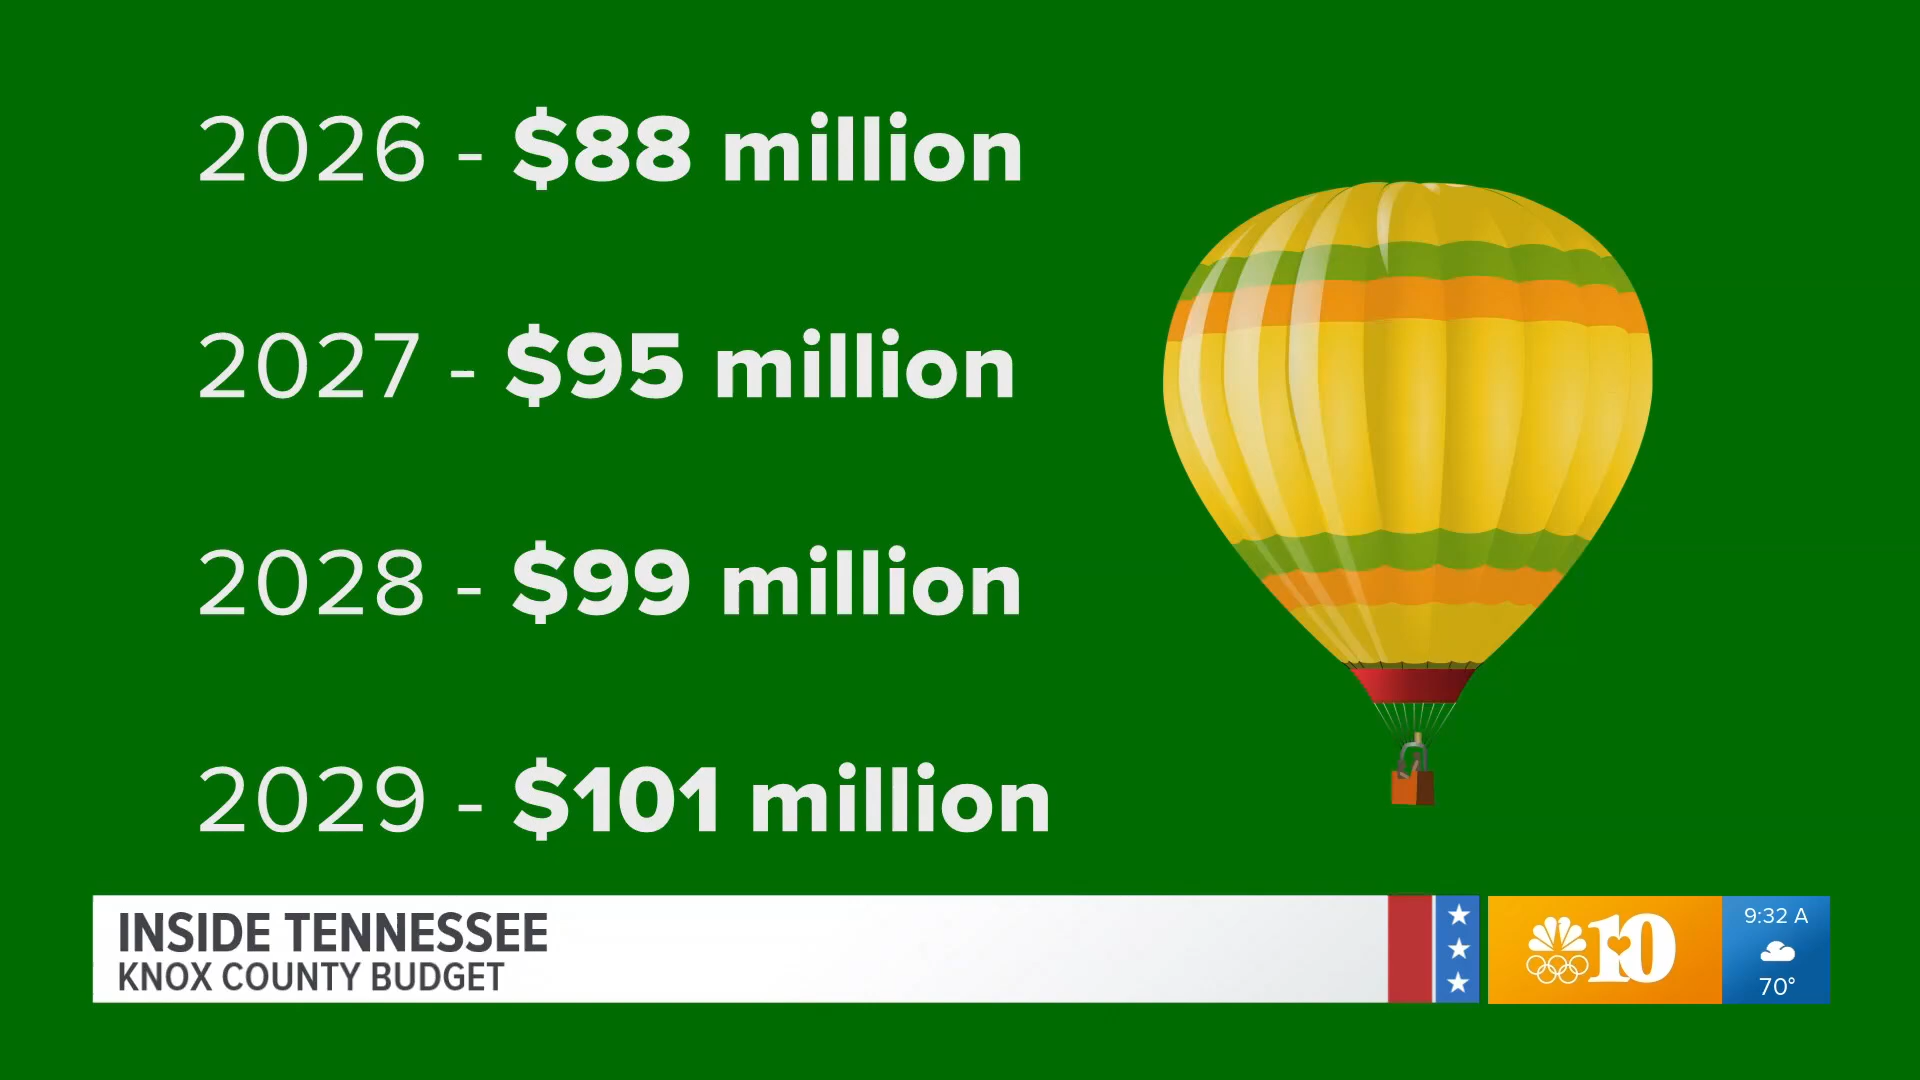 2026 - $88 million
2027 - $95 million
2028 - $99 million
2029 - $101 million
INSIDE TENNESSEE
KNOX COUNTY BUDGET
10
9:32 A
70°